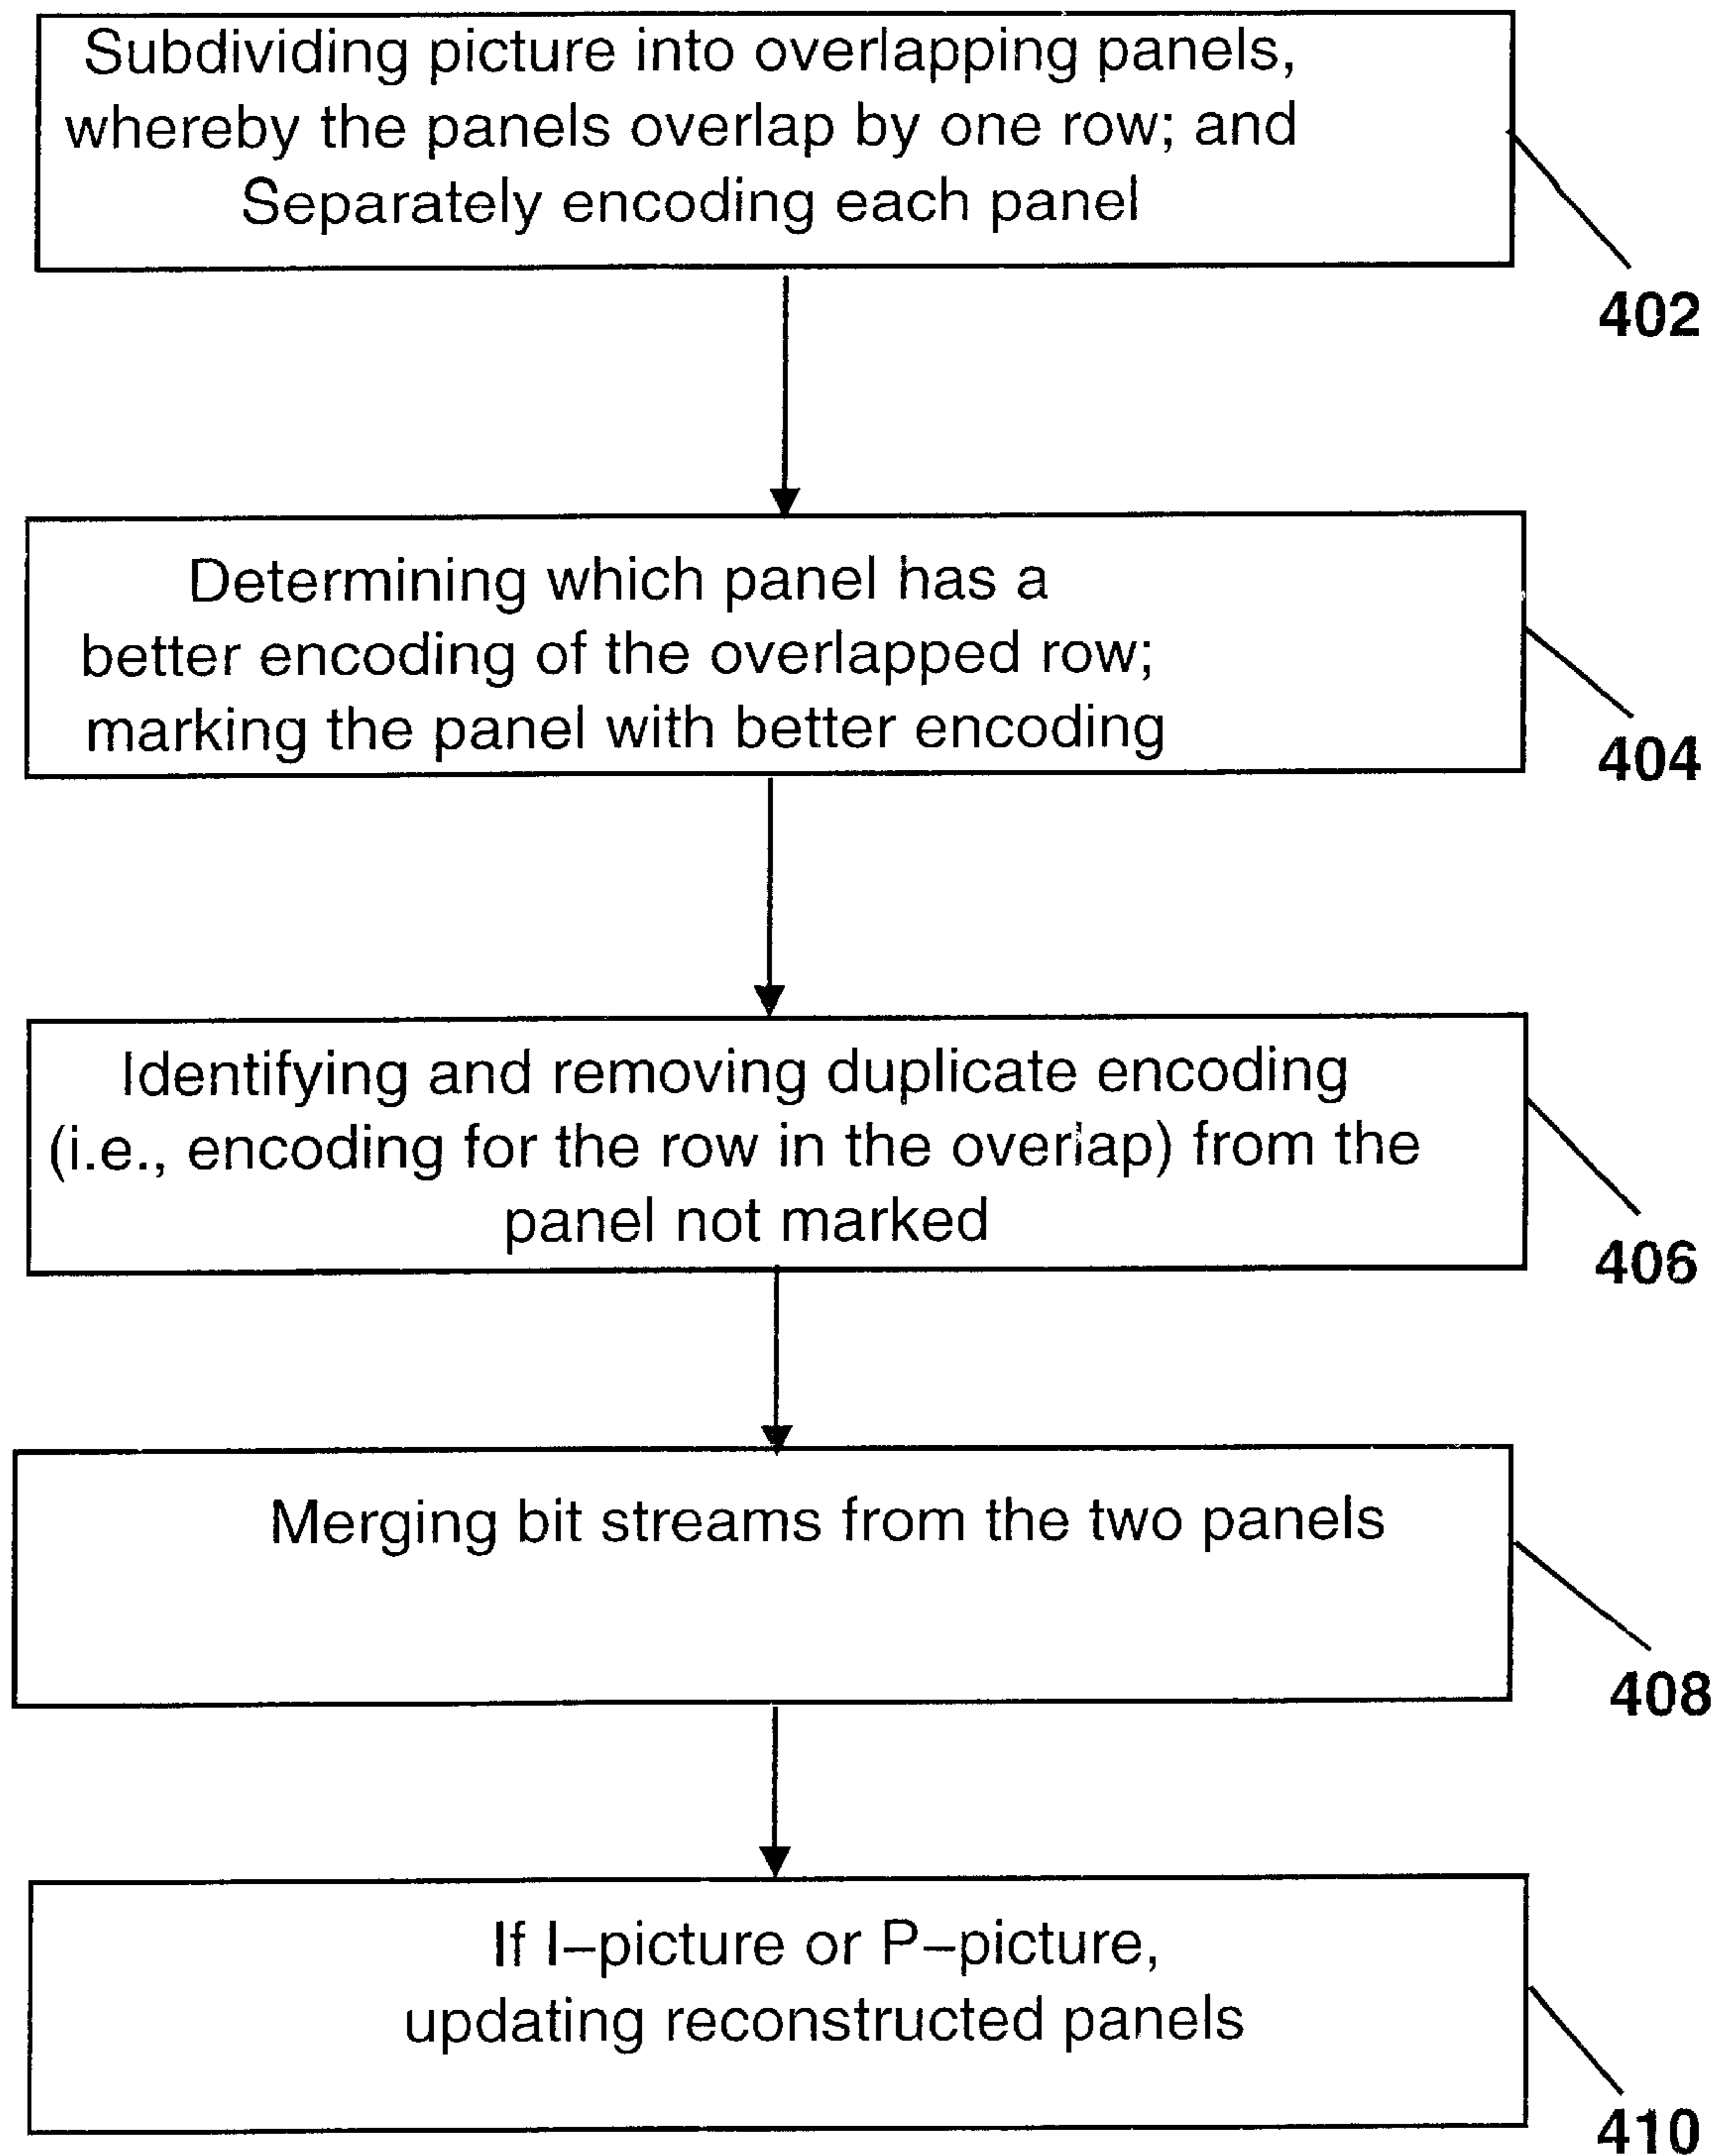 Subdividing picture into overlapping panels,
whereby the panels overlap by one row; and
Separately encoding each panel
402
Determining which panel has a
better encoding of the overlapped row;
marking the panel with better encoding
404
Identifying and removing duplicate encoding
(i.e., encoding for the row in the overlap) from the
panel not marked
406
Merging bit streams from the two panels
408
If I–picture or P–picture,
updating reconstructed panels
410